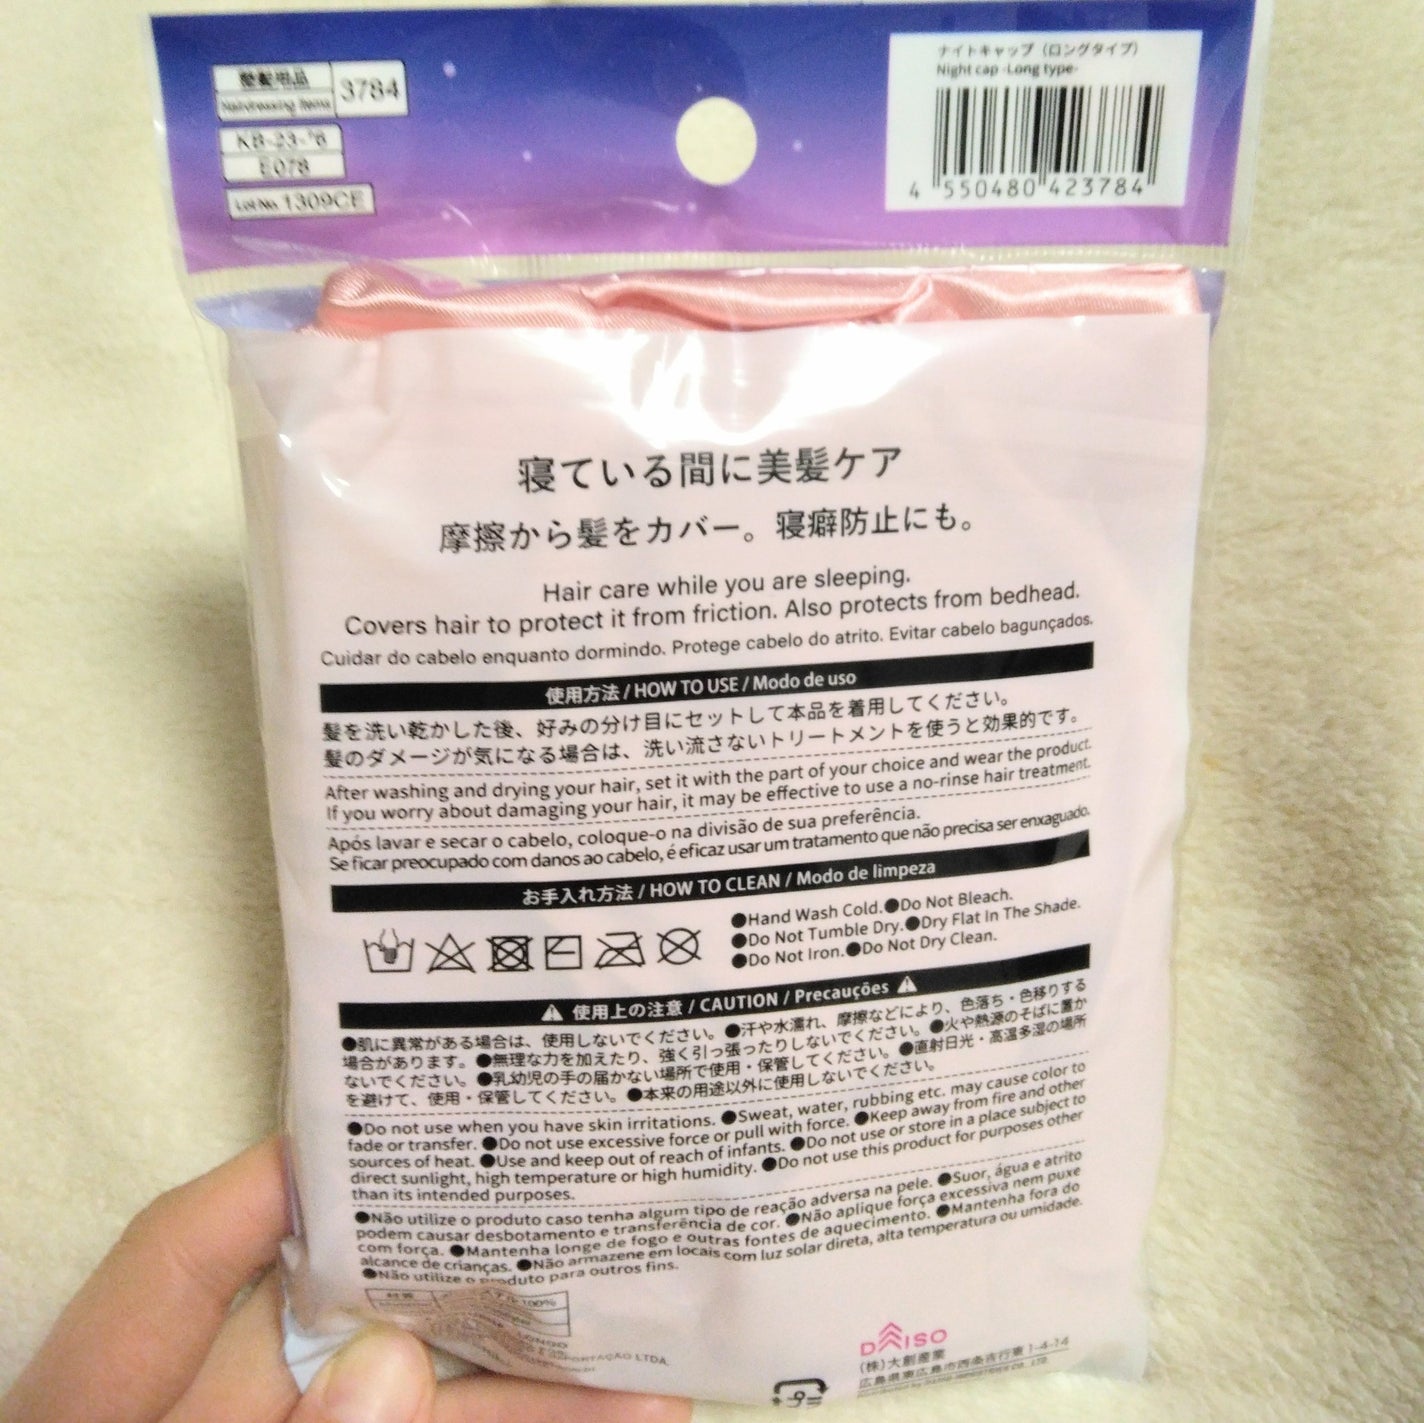 整髪用品
Hairdressing items
3784
E078
Lot No. 1309CE
ナイトキャップ（ロングタイプ）
Night cap -Long type-
4 550480 423784
寝ている間に美髪ケア
摩擦から髪をカバー。寝癖防止にも。
Hair care while you are sleeping.
Covers hair to protect it from friction. Also protects from bedhead.
Cuidar do cabelo enquanto dormindo. Protege cabelo do atrito. Evitar cabelo bagunçados.
使用方法 / HOW TO USE / Modo de uso
髪を洗い乾かした後、好みの分け目にセットして本品を着用してください。
髪のダメージが気になる場合は、洗い流さないトリートメントを使うと効果的です。
After washing and drying your hair, set it with the part of your choice and wear the product.
If you worry about damaging your hair, it may be effective to use a no-rinse hair treatment.
Após lavar e secar o cabelo, coloque-o na divisão de sua preferência.
Se ficar preocupado com danos ao cabelo, é eficaz usar um tratamento que não precisa ser enxaguado.
お手入れ方法 / HOW TO CLEAN / Modo de limpeza
●Hand Wash Cold.●Do Not Bleach.
●Do Not Tumble Dry.●Dry Flat In The Shade.
●Do Not Iron.●Do Not Dry Clean.
⚠ 使用上の注意 / CAUTION / Precauções ⚠
●肌に異常がある場合は、使用しないでください。●汗や水濡れ、摩擦などにより、色落ち・色移りする
場合があります。●無理な力を加えたり、強く引っ張ったりしないでください。●火や熱源のそばに置か
ないでください。●乳幼児の手の届かない場所で使用・保管してください。●直射日光・高温多湿の場所
を避けて、使用・保管してください。●本来の用途以外に使用しないでください。
●Do not use when you have skin irritations. ●Sweat, water, rubbing etc. may cause color to
fade or transfer. ●Do not use excessive force or pull with force. ●Keep away from fire and other
sources of heat. ●Use and keep out of reach of infants. ●Do not use or store in a place subject to
direct sunlight, high temperature or high humidity. ●Do not use this product for purposes other
than its intended purposes.
●Não utilize o produto caso tenha algum tipo de reação adversa na pele. ●Suor, água e atrito
podem causar desbotamento e transferência de cor. ●Não aplique força excessiva nem puxe
com força. ●Mantenha longe de fogo e outras fontes de aquecimento. ●Mantenha fora do
alcance de crianças. ●Não armazene em locais com luz solar direta, alta temperatura ou umidade.
●Não utilize o produto para outros fins.
材質
100%
LTDA.
DAISO
(株)大創産業
広島県東広島市西条吉行東 1-4-14